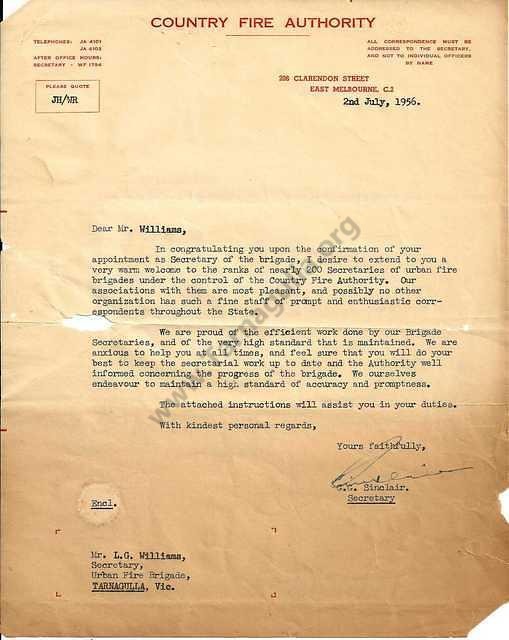 COUNTRY FIRE AUTHORITY
TELEPHONES: JA 4101
JA 4102
AFTER OFFICE HOURS:
SECRETARY - WF 1794
ALL CORRESPONDENCE MUST BE
ADDRESSED TO THE SECRETARY,
AND NOT TO INDIVIDUAL OFFICERS
BY NAME
PLEASE QUOTE
JH/WR
CLARENDON STREET
EAST MELBOURNE, C.2
2nd July, 1956.
Dear Mr. Williams,
In congratulating you upon the confirmation of your
appointment as Secretary of the brigade, I desire to extend to you a
very warm welcome to the ranks of nearly 200 Secretaries of urban fire
brigades under the control of the Country Fire Authority. Our
associations with them are most pleasant, and possibly no other
organization has such a fine staff of prompt and enthusiastic corr-
espondents throughout the State.
We are proud of the efficient work done by our Brigade
Secretaries, and of the very high standard that is maintained. We are
anxious to help you at all times, and feel sure that you will do your
best to keep the secretarial work up to date and the Authority well
informed concerning the progress of the brigade. We ourselves
endeavour to maintain a high standard of accuracy and promptness.
The attached instructions will assist you in your duties.
With kindest personal regards,
Yours faithfully,
Sinclair.
Secretary
Encl.
Mr. L.G. Williams,
Secretary,
Urban Fire Brigade,
TARNAGULLA, Vic.
www.tarnagulla.org